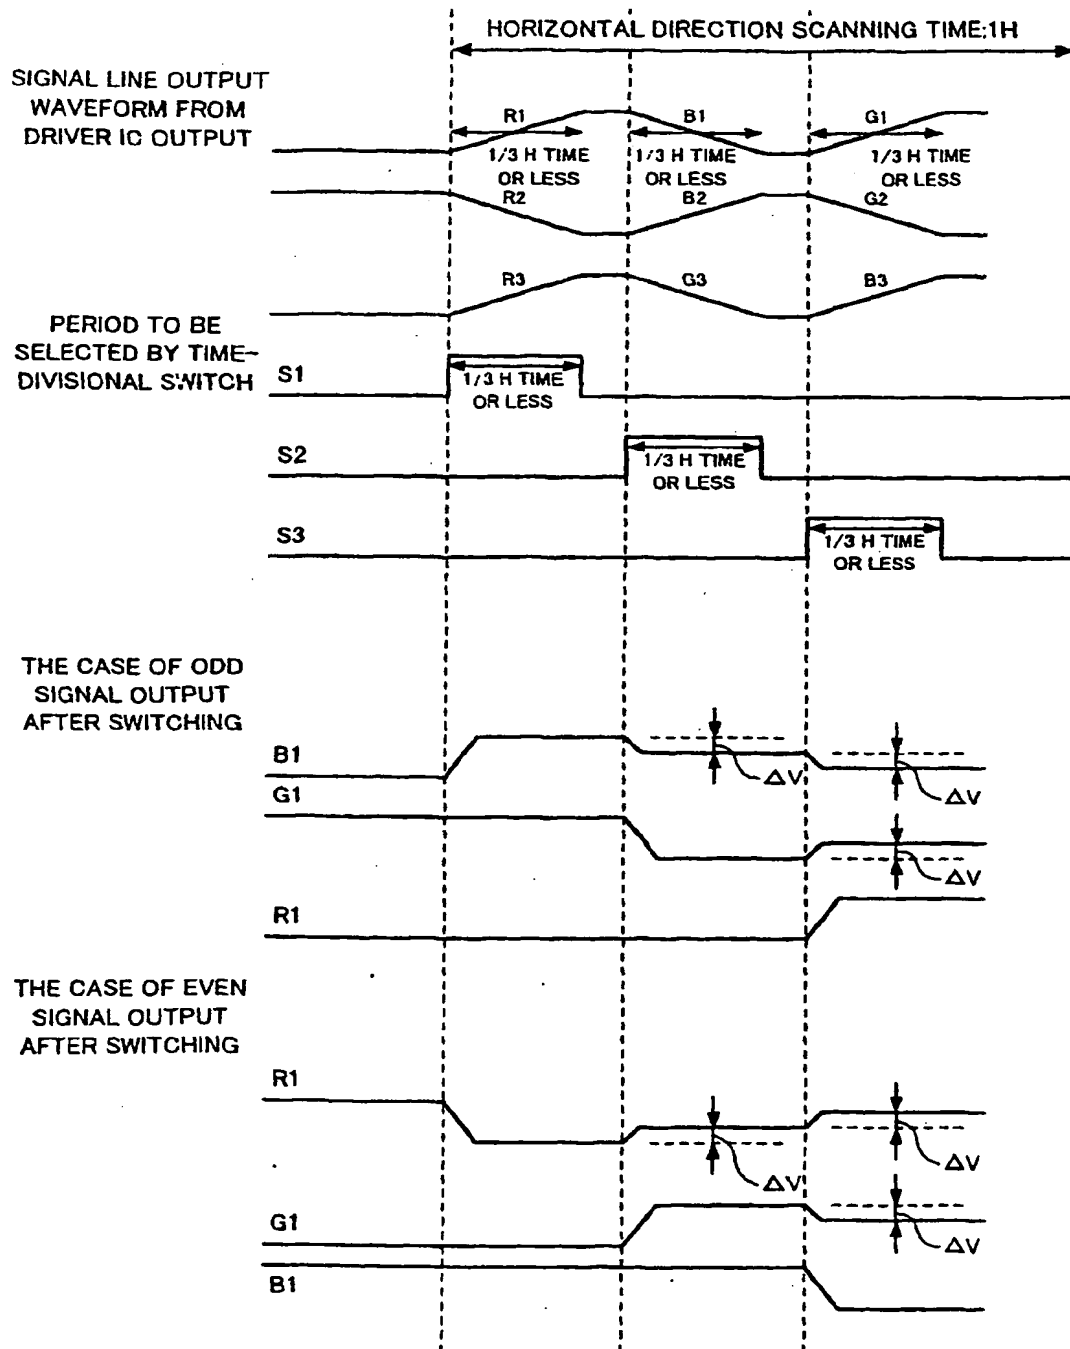 HORIZONTAL DIRECTION SCANNING TIME:1H
SIGNAL LINE OUTPUT
WAVEFORM FROM
DRIVER IC OUTPUT
R1
B1
G1
1/3 H TIME
OR LESS
1/3 H TIME
OR LESS
1/3 H TIME
OR LESS
R2
B2
G2
R3
G3
B3
PERIOD TO BE
SELECTED BY TIME-
DIVISIONAL SWITCH
S1
1/3 H TIME
OR LESS
S2
1/3 H TIME
OR LESS
S3
1/3 H TIME
OR LESS
THE CASE OF ODD
SIGNAL OUTPUT
AFTER SWITCHING
B1
ΔV
ΔV
G1
ΔV
R1
THE CASE OF EVEN
SIGNAL OUTPUT
AFTER SWITCHING
R1
ΔV
ΔV
G1
ΔV
B1